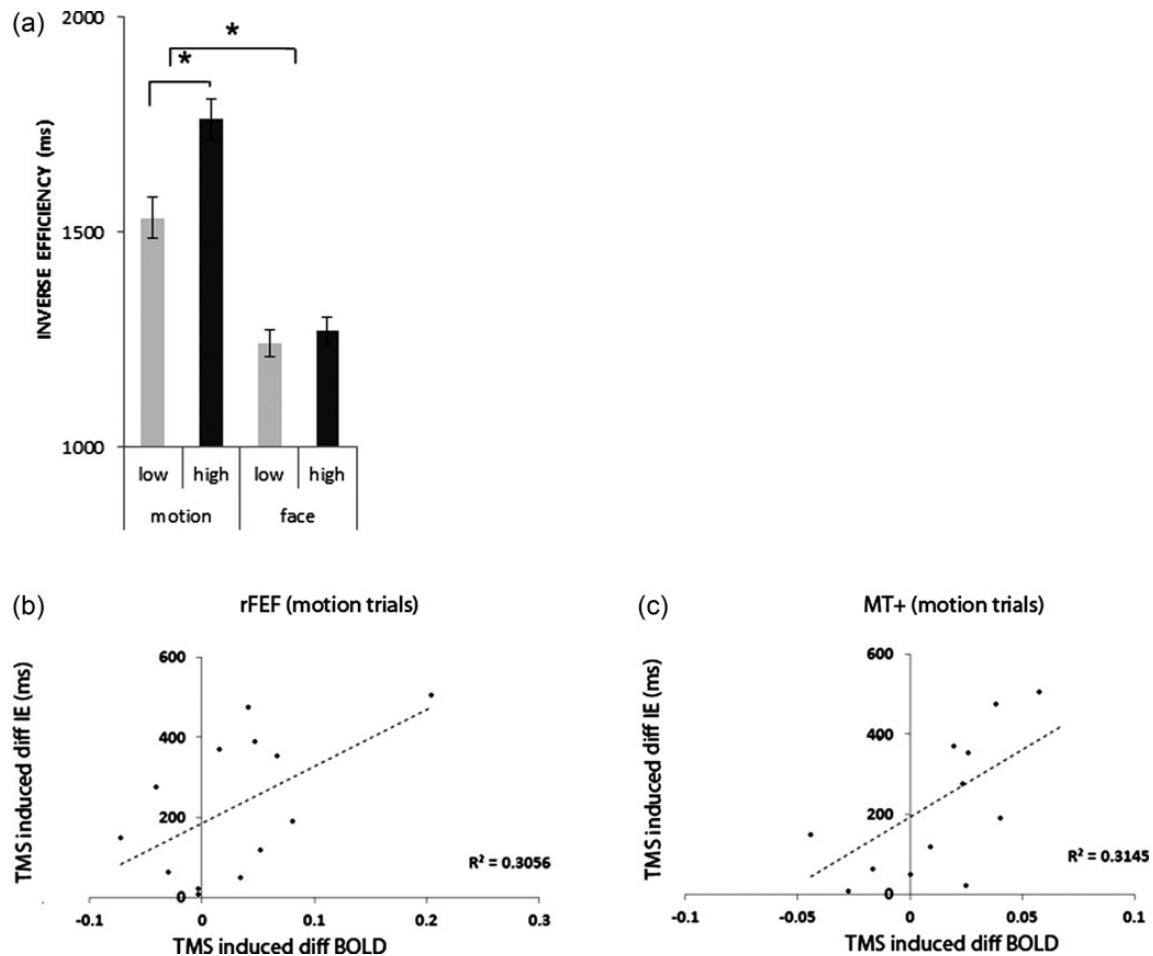 (a)
2000
*
*
INVERSE EFFICIENCY (ms)
1500
1000
low high low high
motion face
(b) rFEF (motion trials)
TMS induced diff IE (ms)
600
400
200
0
R² = 0.3056
-0.1 0 0.1 0.2 0.3
TMS induced diff BOLD
(c) MT+ (motion trials)
TMS induced diff IE (ms)
600
400
200
0
R² = 0.3145
-0.1 -0.05 0 0.05 0.1
TMS induced diff BOLD